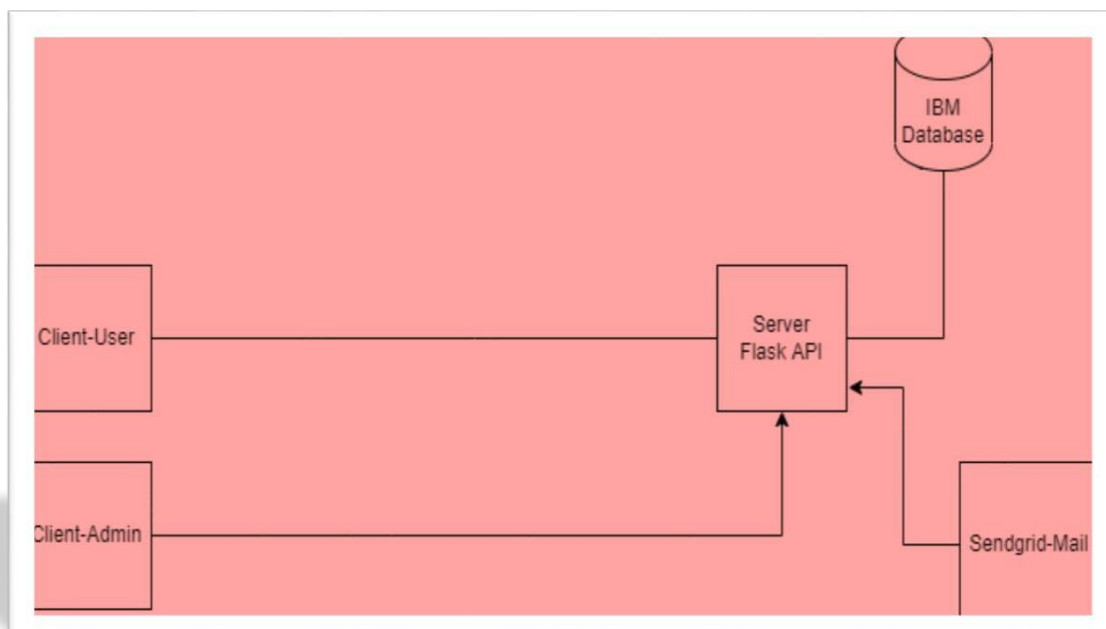 IBM
Database
Client-User
Server
Flask API
Client-Admin
Sendgrid-Mail